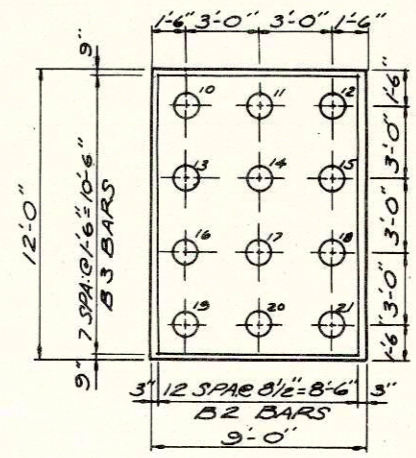 1'-6" 3'-0" 3'-0" 1'-6"
9"
10 11 12
1'-6"
3'-0"
13 14 15
12'-0"
7 SPA.@1'-6"=10'-6"
B3 BARS
3'-0"
16 17 18
3'-0"
19 20 21
1'-6"
9"
3" 12 SPA@ 8½"=8'-6" 3"
B2 BARS
9'-0"